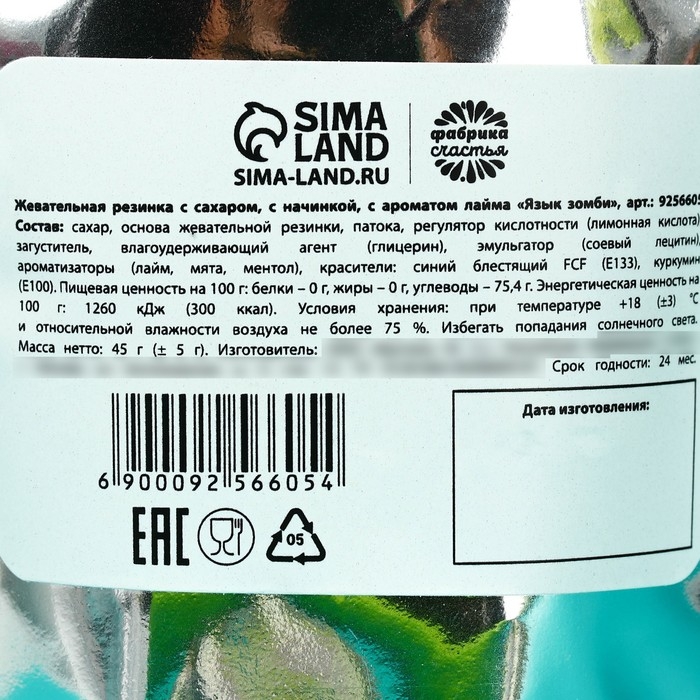 SIMA
LAND
SIMA-LAND.RU
фабрика
счастья
Жевательная резинка с сахаром, с начинкой, с ароматом лайма «Язык зомби», арт.: 9256605
Состав: сахар, основа жевательной резинки, патока, регулятор кислотности (лимонная кислота)
загуститель, влагоудерживающий агент (глицерин), эмульгатор (соевый лецитин)
ароматизаторы (лайм, мята, ментол), красители: синий блестящий FCF (Е133), куркумин
(Е100). Пищевая ценность на 100 г: белки – 0 г, жиры – 0 г, углеводы – 75,4 г. Энергетическая ценность на
100 г: 1260 кДж (300 ккал). Условия хранения: при температуре +18 (±3) °С
и относительной влажности воздуха не более 75 %. Избегать попадания солнечного света.
Масса нетто: 45 г (± 5 г). Изготовитель:
Срок годности: 24 мес.
Дата изготовления:
6 900092 566054
EAC
05